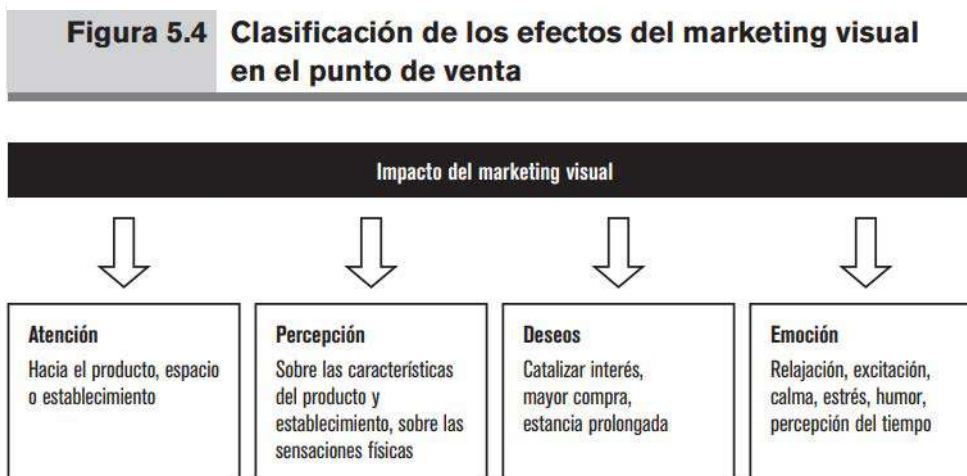 Figura 5.4
Clasificación de los efectos del marketing visual
en el punto de venta
Impacto del marketing visual
Atención
Hacia el producto, espacio
o establecimiento
Percepción
Sobre las características
del producto y
establecimiento, sobre las
sensaciones físicas
Deseos
Catalizar interés,
mayor compra,
estancia prolongada
Emoción
Relajación, excitación,
calma, estrés, humor,
percepción del tiempo